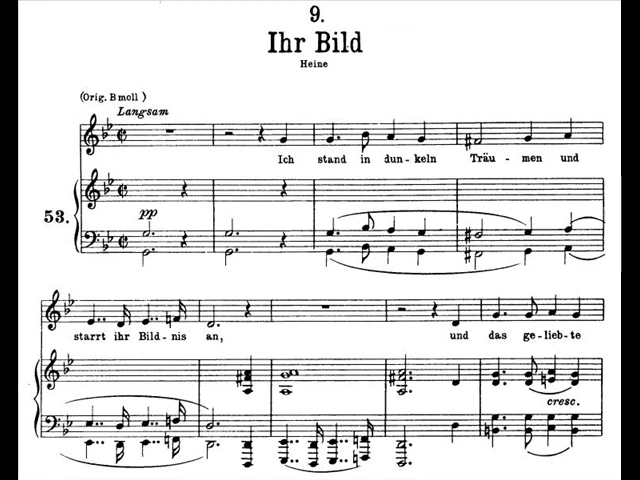 9.
Ihr Bild
Heine
(Orig. B moll )
Langsam
Ich stand in dun-keln Träu-men und
53.
pp
starrt ihr Bild-nis an, und das ge-lieb-te
cresc.